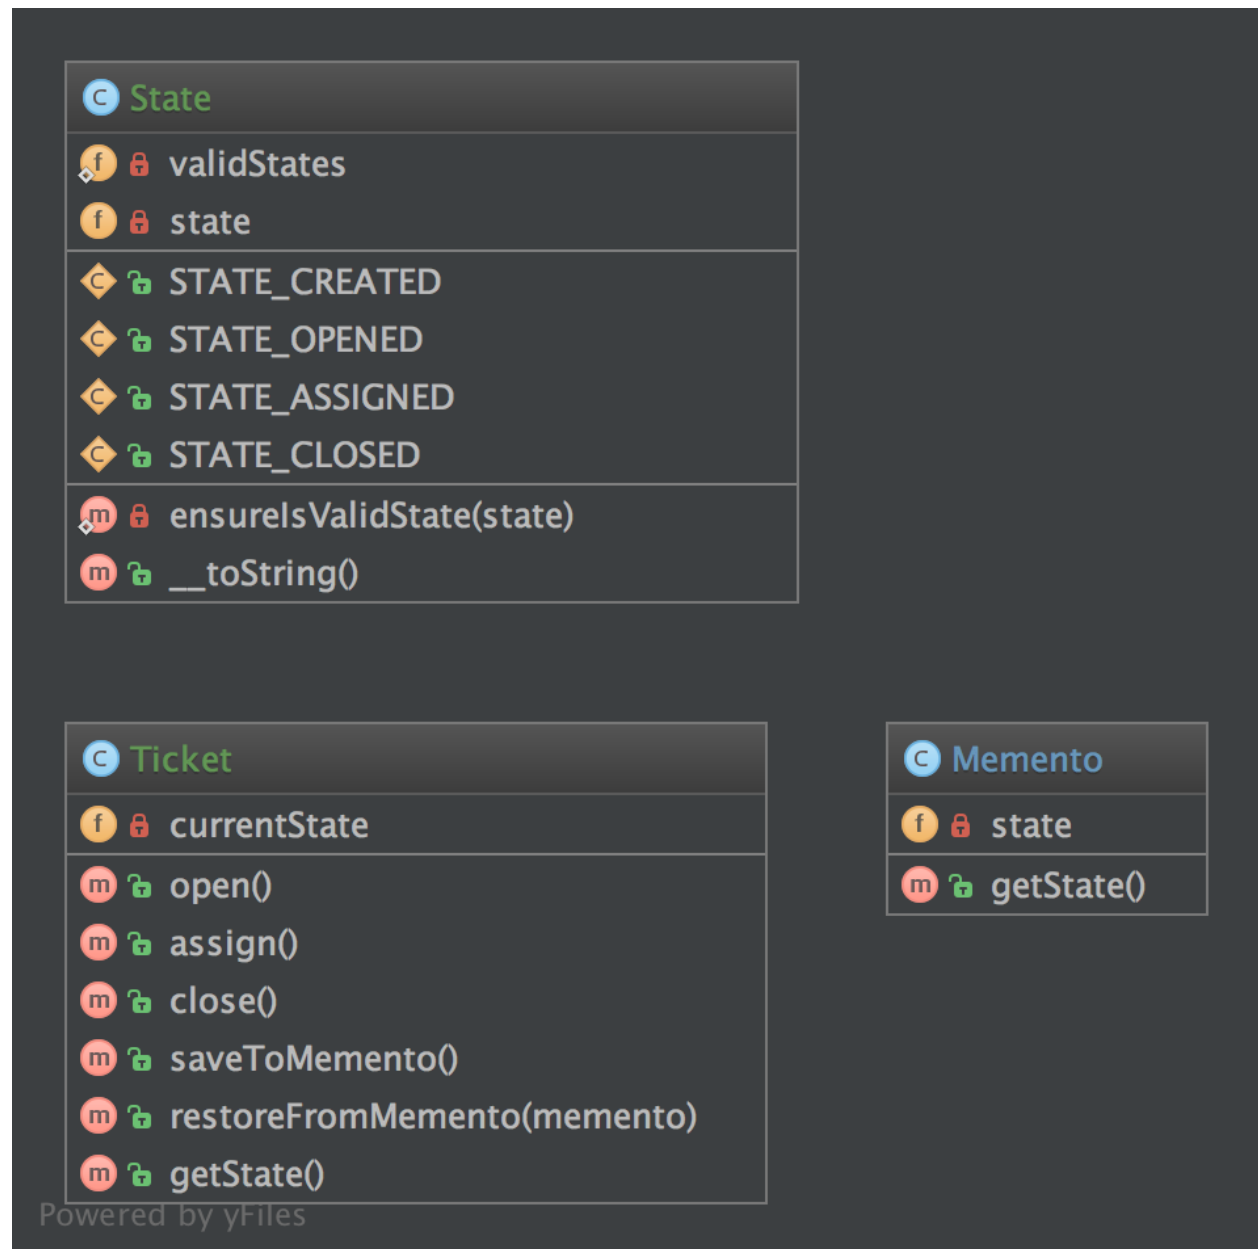 State
validStates
state
STATE_CREATED
STATE_OPENED
STATE_ASSIGNED
STATE_CLOSED
ensureIsValidState(state)
__toString()
Ticket
currentState
open()
assign()
close()
saveToMemento()
restoreFromMemento(memento)
getState()
Memento
state
getState()
Powered by yFiles